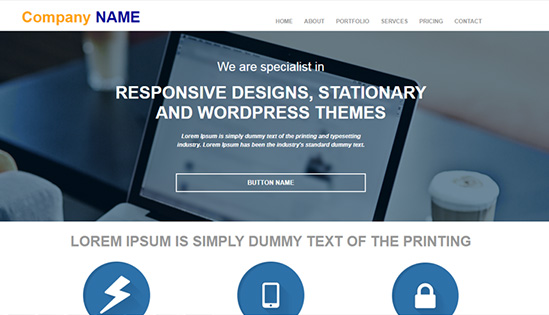 Company NAME
HOME ABOUT PORTFOLIO SERVCES PRICING CONTACT
We are specialist in
RESPONSIVE DESIGNS, STATIONARY
AND WORDPRESS THEMES
Lorem Ipsum is simply dummy text of the printing and typesetting
industry. Lorem Ipsum has been the industry's standard dummy text.
BUTTON NAME
LOREM IPSUM IS SIMPLY DUMMY TEXT OF THE PRINTING